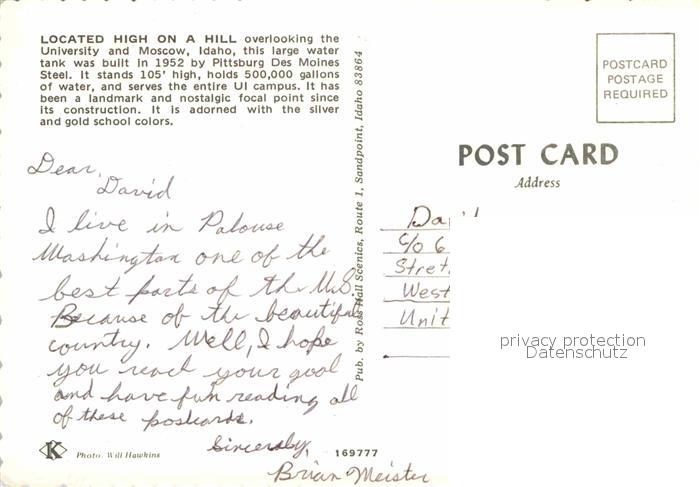 LOCATED HIGH ON A HILL overlooking the
University and Moscow, Idaho, this large water
tank was built in 1952 by Pittsburg Des Moines
Steel. It stands 105' high, holds 500,000 gallons
of water, and serves the entire UI campus. It has
been a landmark and nostalgic focal point since
its construction. It is adorned with the silver
and gold school colors.
Dear,
David
I live in Palouse
Washington one of the
best parts of the U.S.
Because of the beautiful
country. Well, I hope
you reach your goal
and have fun reading all
of these postcards.
Sincerely,
Brian Meister
K
Photo. Will Hawkins
169777
Pub. by Ross Hall Scenics, Route 1, Sandpoint, Idaho 83864
POSTCARD
POSTAGE
REQUIRED
POST CARD
Address
Da
C/o 6
Stret
West
Unit
privacy protection
Datenschutz